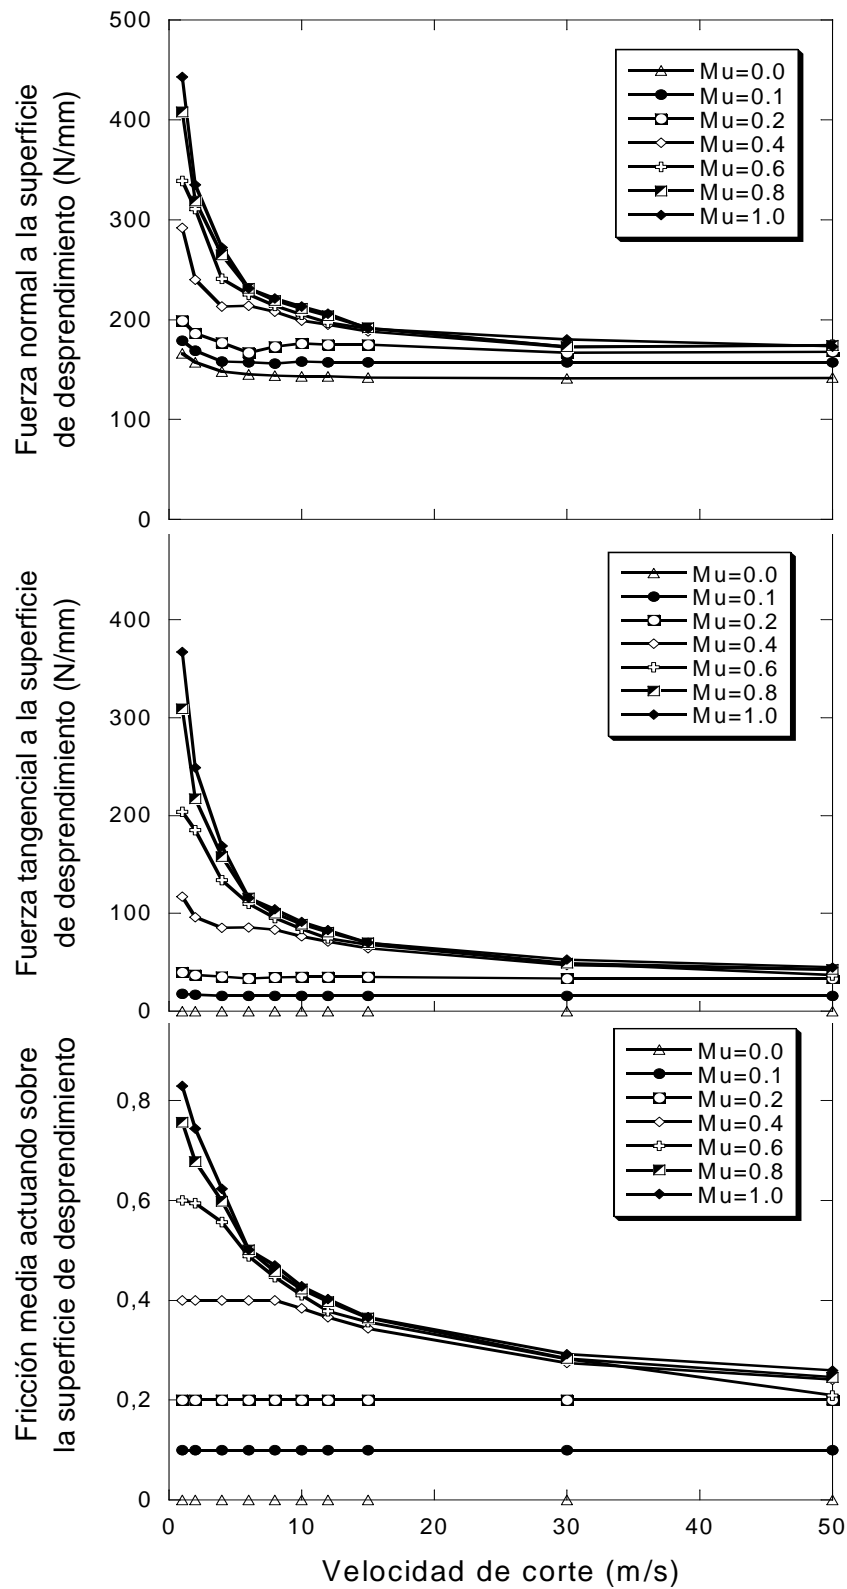 500
400
300
200
100
0
Fuerza normal a la superficie
de desprendimiento (N/mm)
Mu=0.0
Mu=0.1
Mu=0.2
Mu=0.4
Mu=0.6
Mu=0.8
Mu=1.0
400
300
200
100
0
Fuerza tangencial a la superficie
de desprendimiento (N/mm)
Mu=0.0
Mu=0.1
Mu=0.2
Mu=0.4
Mu=0.6
Mu=0.8
Mu=1.0
0,8
0,6
0,4
0,2
0
Fricción media actuando sobre
la superficie de desprendimiento
Mu=0.0
Mu=0.1
Mu=0.2
Mu=0.4
Mu=0.6
Mu=0.8
Mu=1.0
0 10 20 30 40 50
Velocidad de corte (m/s)